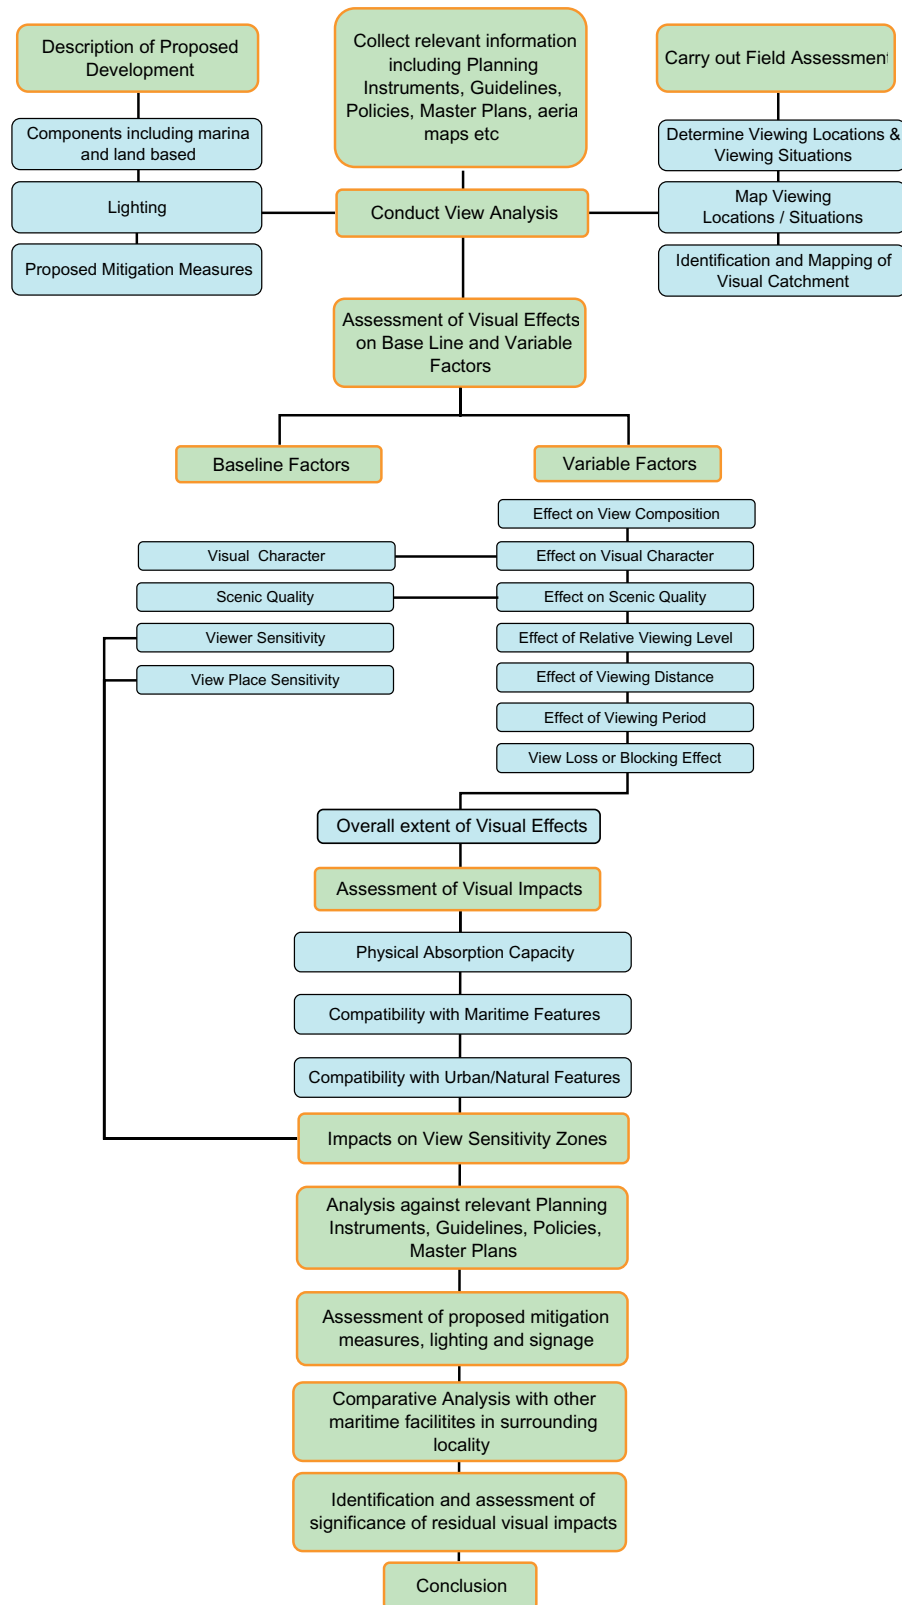 Description of Proposed
Development
Components including marina
and land based
Lighting
Proposed Mitigation Measures
Collect relevant information
including Planning
Instruments, Guidelines,
Policies, Master Plans, aeria
maps etc
Conduct View Analysis
Carry out Field Assessment
Determine Viewing Locations &
Viewing Situations
Map Viewing
Locations / Situations
Identification and Mapping of
Visual Catchment
Assessment of Visual Effects
on Base Line and Variable
Factors
Baseline Factors
Visual Character
Scenic Quality
Viewer Sensitivity
View Place Sensitivity
Variable Factors
Effect on View Composition
Effect on Visual Character
Effect on Scenic Quality
Effect of Relative Viewing Level
Effect of Viewing Distance
Effect of Viewing Period
View Loss or Blocking Effect
Overall extent of Visual Effects
Assessment of Visual Impacts
Physical Absorption Capacity
Compatibility with Maritime Features
Compatibility with Urban/Natural Features
Impacts on View Sensitivity Zones
Analysis against relevant Planning
Instruments, Guidelines, Policies,
Master Plans
Assessment of proposed mitigation
measures, lighting and signage
Comparative Analysis with other
maritime facilitites in surrounding
locality
Identification and assessment of
significance of residual visual impacts
Conclusion